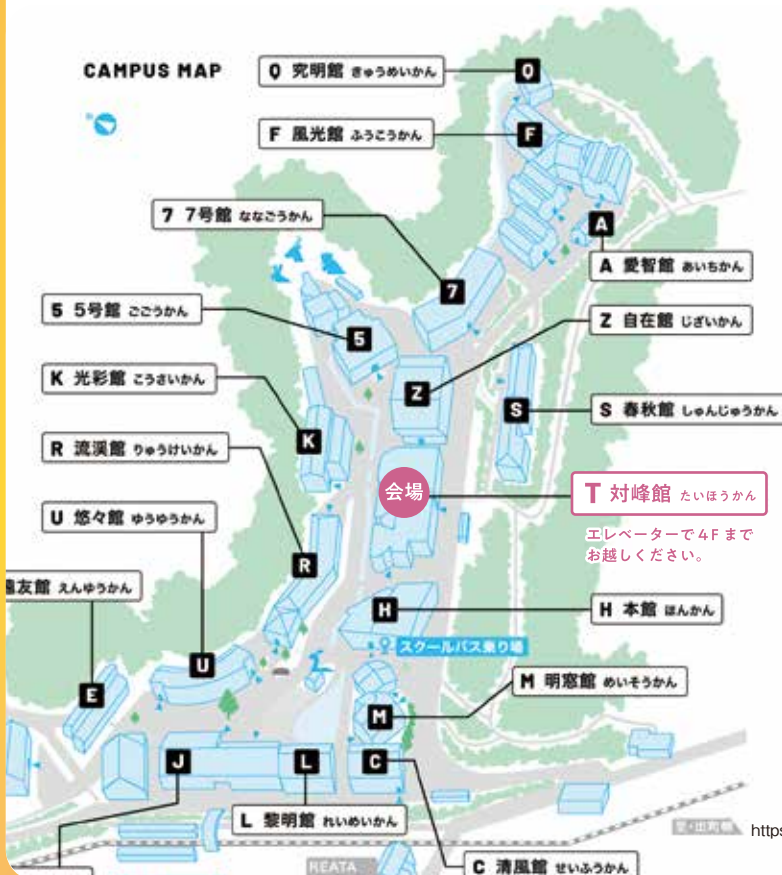 CAMPUS MAP
Q 究明館 きゅうめいかん
Q
F 風光館 ふうこうかん
F
7 7号館 ななごうかん
A
A 愛智館 あいちかん
7
5 5号館 ごごうかん
Z 自在館 じざいかん
5
K 光彩館 こうさいかん
Z
S
S 春秋館 しゅんじゅうかん
K
R 流渓館 りゅうけいかん
会場
T 対峰館 たいほうかん
U 悠々館 ゆうゆうかん
エレベーターで4Fまで
お越しください。
R
友館 えんゆうかん
H
H 本館 ほんかん
スクールバス乗り場
U
M 明窓館 めいそうかん
E
M
J
L
C
L 黎明館 れいめいかん
https
REATA
C 清風館 せいふうかん